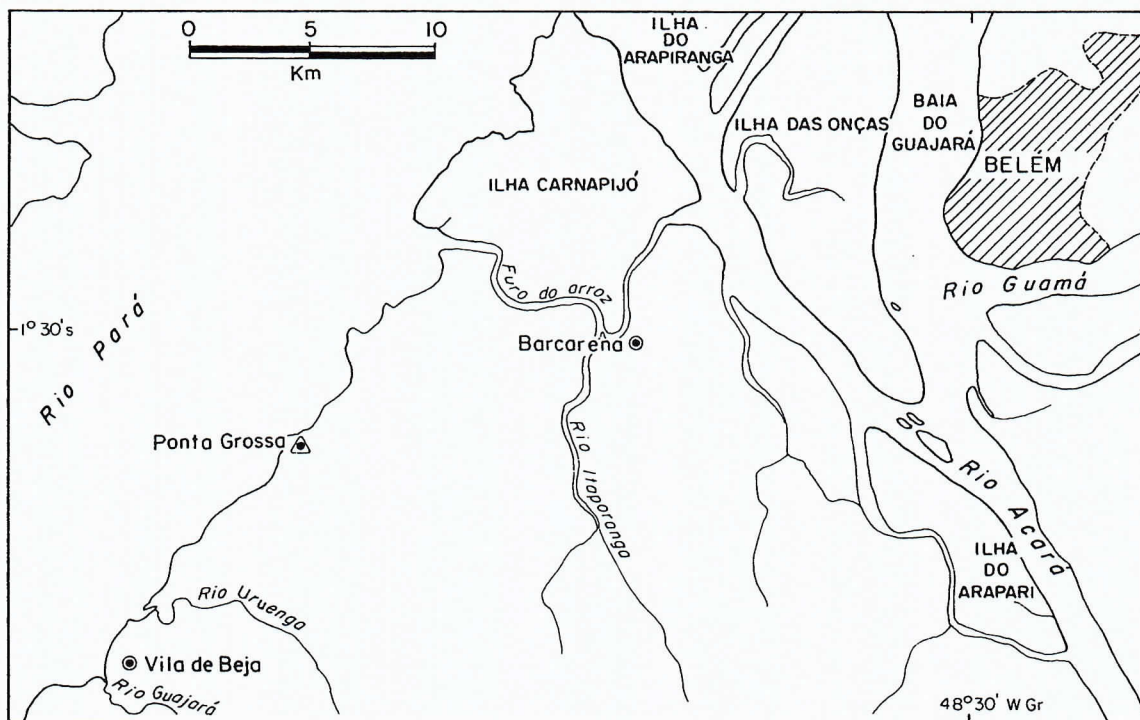 0 5 10
Km
ILHA
DO
ARAPIRANGA
ILHA DAS ONÇAS
BAIA
DO
GUAJARÁ
BELÉM
ILHA CARNAPIJÓ
Furo do arroz
Rio Guamá
1° 30's
Rio Pará
Barcarena
Ponta Grossa
Rio Itaporanga
Rio Acará
ILHA
DO
ARAPARI
Rio Uruenga
Vila de Beja
Rio Guajará
48°30' W Gr